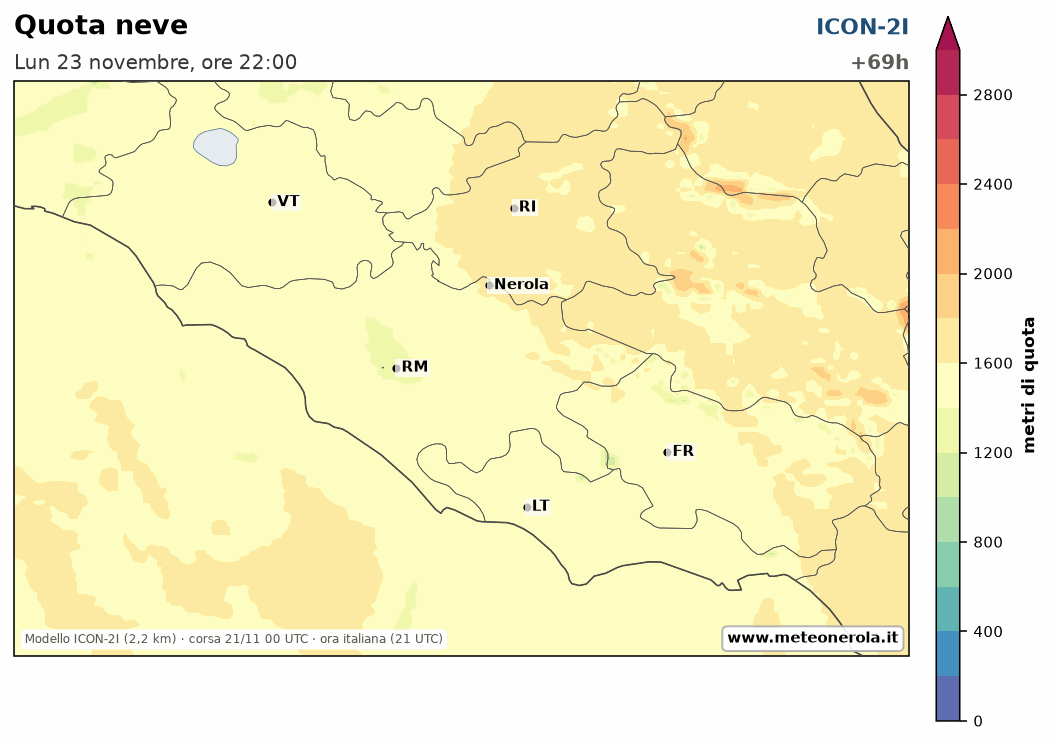 Quota neve
ICON-2I
Lun 23 novembre, ore 22:00
+69h
VT
RI
Nerola
RM
FR
LT
Modello ICON-2I (2,2 km) · corsa 21/11 00 UTC · ora italiana (21 UTC)
www.meteonerola.it
2800
2400
2000
1600
1200
800
400
0
metri di quota